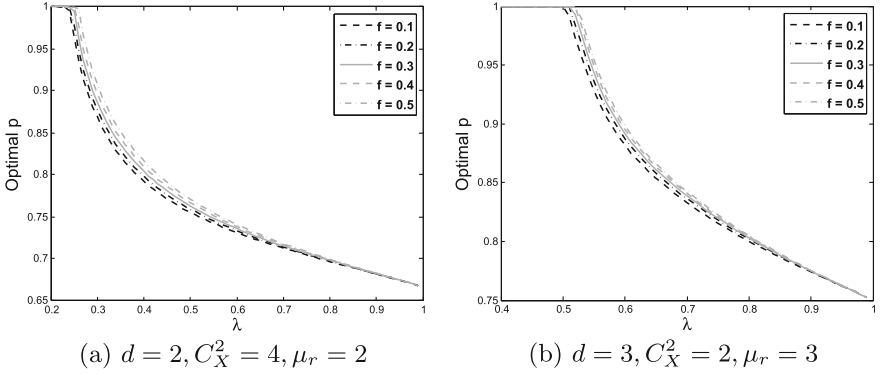 Optimal p
1
0.95
0.9
0.85
0.8
0.75
0.7
0.65
0.2 0.3 0.4 0.5 0.6 0.7 0.8 0.9 1
λ
f = 0.1
f = 0.2
f = 0.3
f = 0.4
f = 0.5
(a) d = 2, C_X^2 = 4, μ_r = 2
Optimal p
1
0.95
0.9
0.85
0.8
0.75
0.4 0.5 0.6 0.7 0.8 0.9 1
λ
f = 0.1
f = 0.2
f = 0.3
f = 0.4
f = 0.5
(b) d = 3, C_X^2 = 2, μ_r = 3